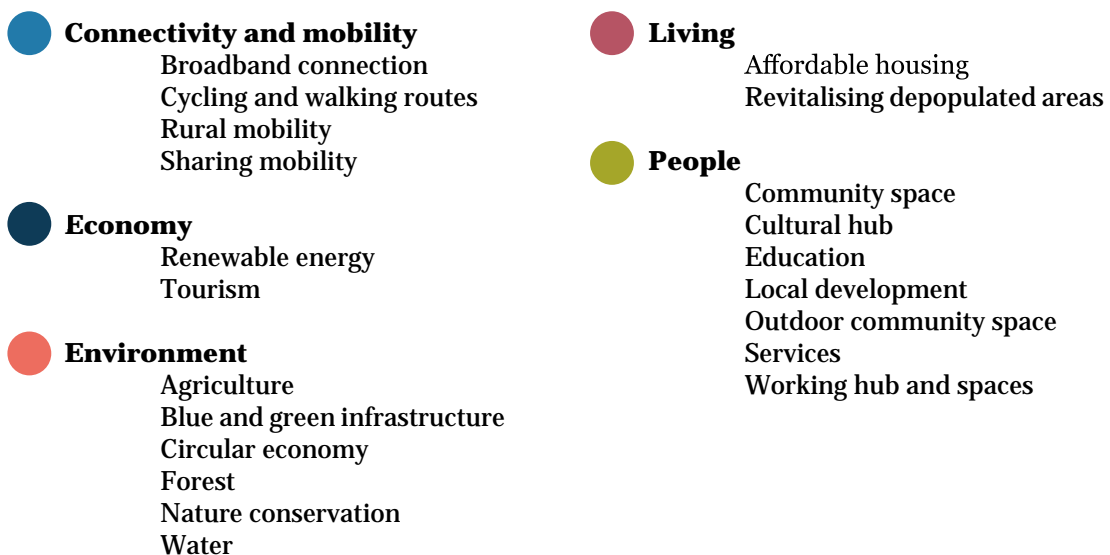 Connectivity and mobility
Broadband connection
Cycling and walking routes
Rural mobility
Sharing mobility
Economy
Renewable energy
Tourism
Environment
Agriculture
Blue and green infrastructure
Circular economy
Forest
Nature conservation
Water
Living
Affordable housing
Revitalising depopulated areas
People
Community space
Cultural hub
Education
Local development
Outdoor community space
Services
Working hub and spaces